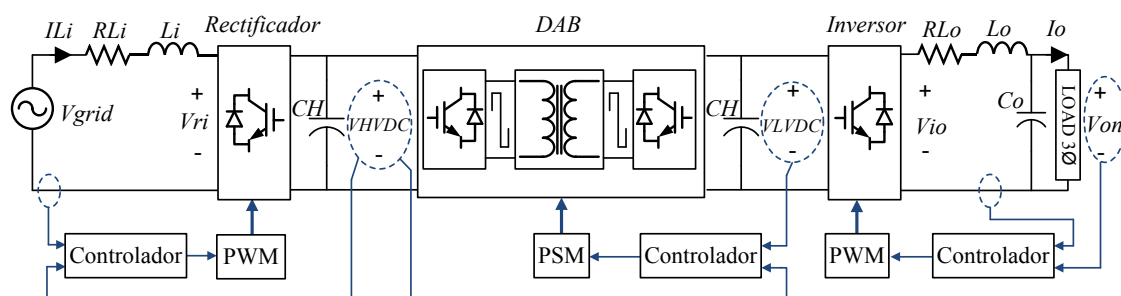 Rectificador DAB Inversor
ILi RLi Li RLo Lo Io
Vgrid + Vri - CH + VHVDC - CH + VLVDC - + Vio - Co LOAD 3Ø + Von -
Controlador PWM PSM Controlador PWM Controlador